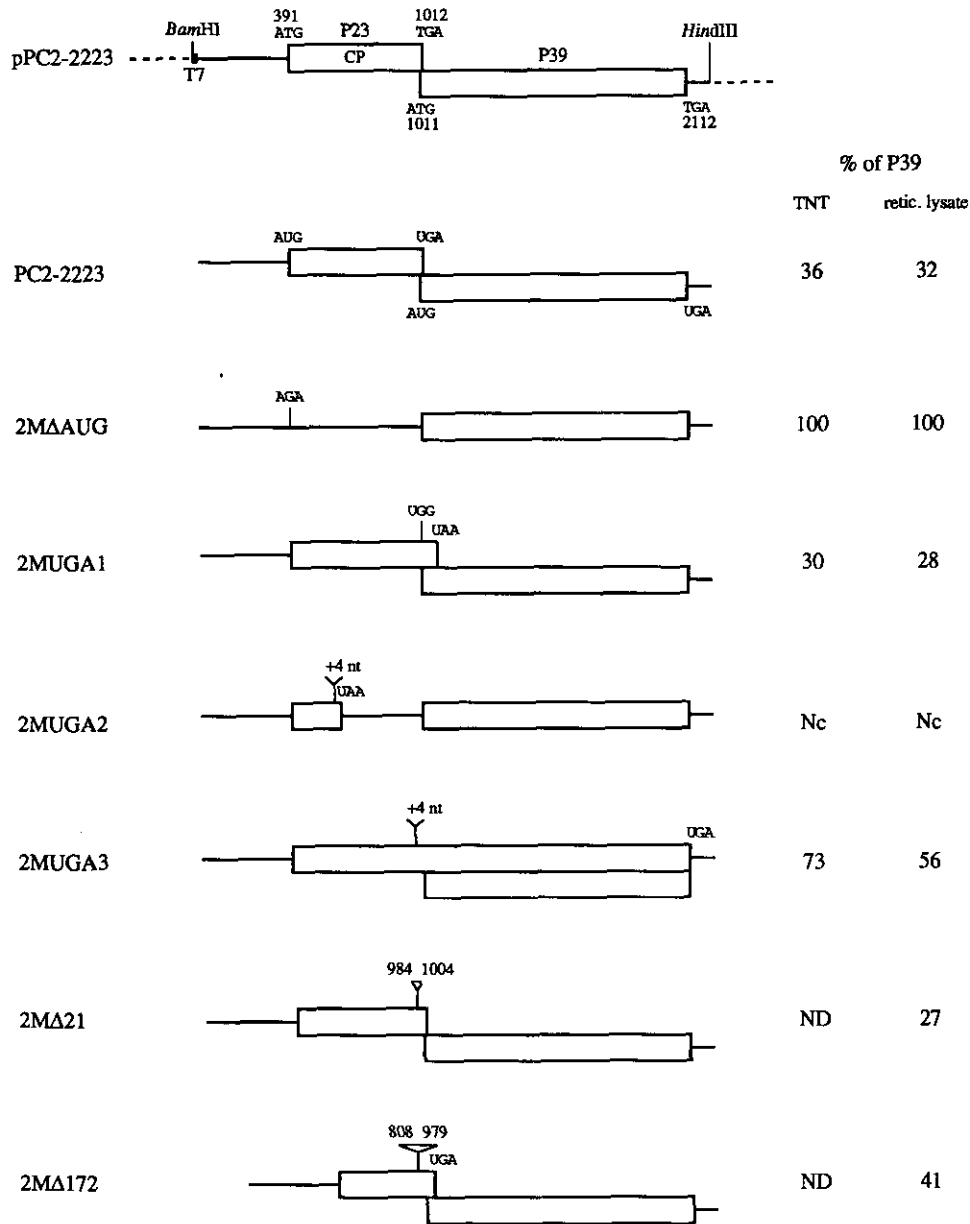 391 1012
BamHI ATG P23 TGA HindIII
pPC2-2223 CP P39
T7
ATG TGA
1011 2112
% of P39
TNT retic. lysate
AUG UGA
PC2-2223 36 32
AUG UGA
AGA
2MΔAUG 100 100
UGG
UAA
2MUGA1 30 28
+4 nt
UAA
2MUGA2 Nc Nc
+4 nt
UGA
2MUGA3 73 56
984 1004
2MΔ21 ND 27
808 979
UGA
2MΔ172 ND 41